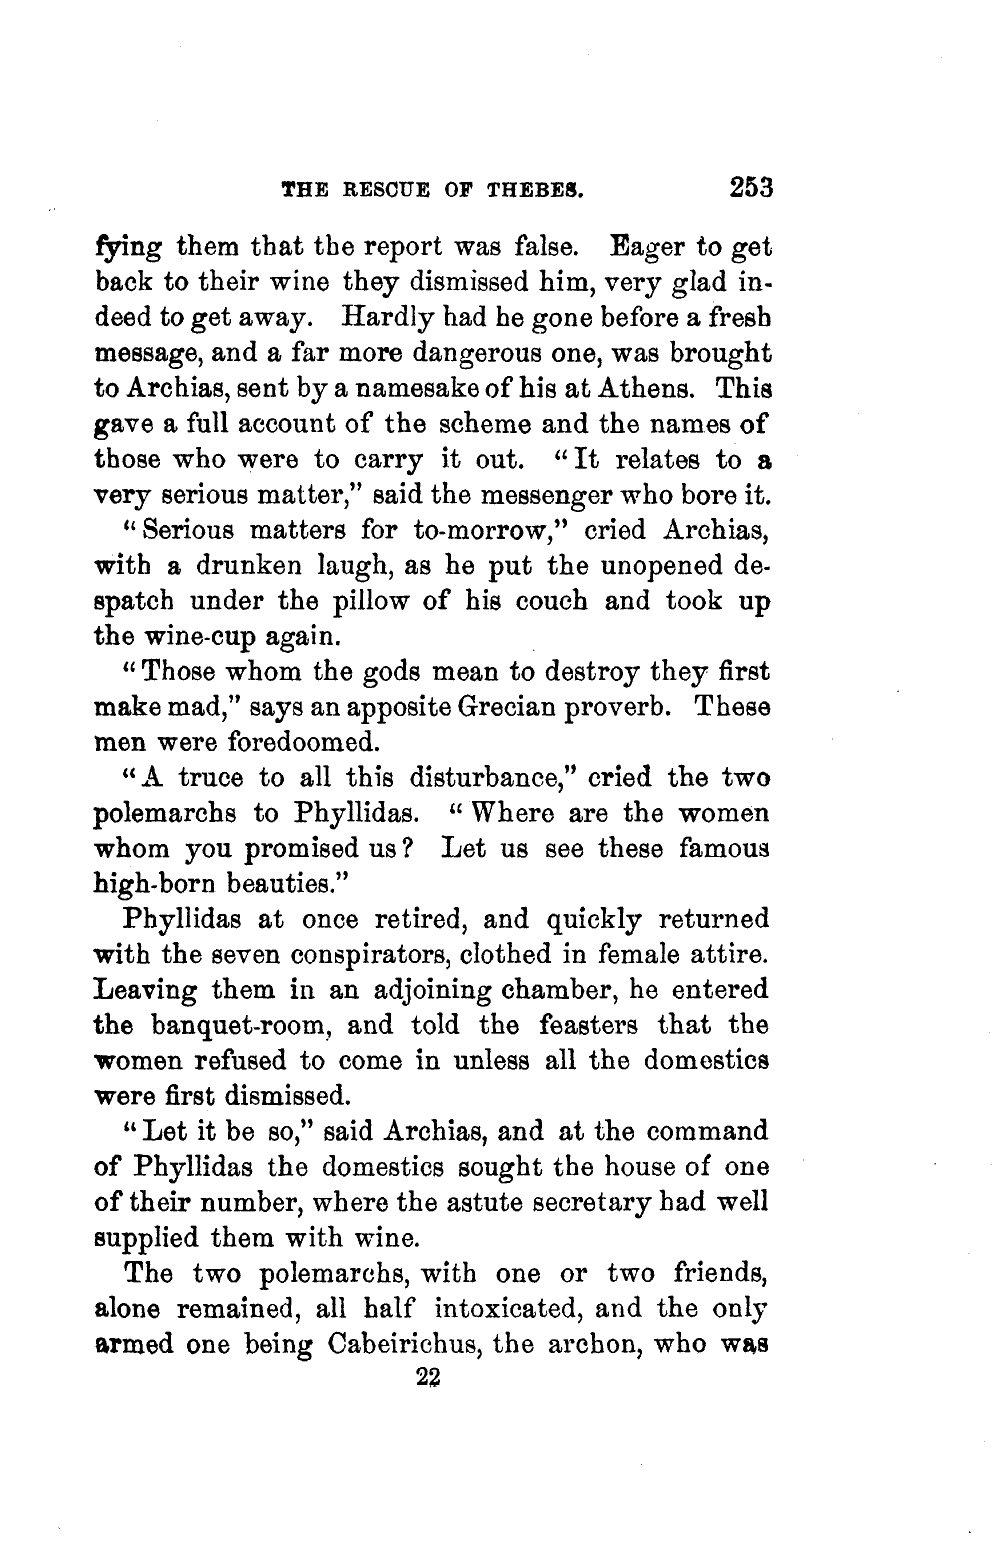 THE RESCUE OF THEBES. 253
fying them that the report was false. Eager to get
back to their wine they dismissed him, very glad in-
deed to get away. Hardly had he gone before a fresh
message, and a far more dangerous one, was brought
to Archias, sent by a namesake of his at Athens. This
gave a full account of the scheme and the names of
those who were to carry it out. “It relates to a
very serious matter,” said the messenger who bore it.
“Serious matters for to-morrow,” cried Archias,
with a drunken laugh, as he put the unopened de-
spatch under the pillow of his couch and took up
the wine-cup again.
“Those whom the gods mean to destroy they first
make mad,” says an apposite Grecian proverb. These
men were foredoomed.
“A truce to all this disturbance,” cried the two
polemarchs to Phyllidas. “Where are the women
whom you promised us? Let us see these famous
high-born beauties.”
Phyllidas at once retired, and quickly returned
with the seven conspirators, clothed in female attire.
Leaving them in an adjoining chamber, he entered
the banquet-room, and told the feasters that the
women refused to come in unless all the domestics
were first dismissed.
“Let it be so,” said Archias, and at the command
of Phyllidas the domestics sought the house of one
of their number, where the astute secretary had well
supplied them with wine.
The two polemarchs, with one or two friends,
alone remained, all half intoxicated, and the only
armed one being Cabeirichus, the archon, who was
22